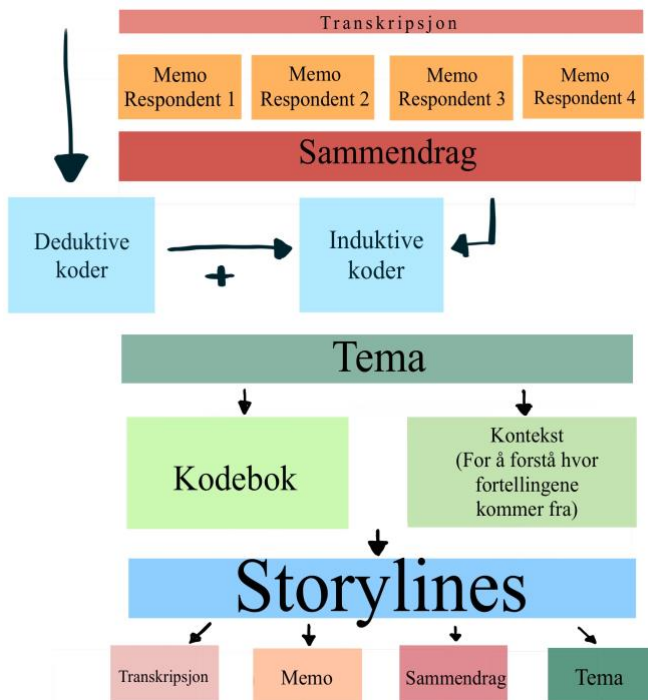 Transkripsjon
Memo
Respondent 1
Memo
Respondent 2
Memo
Respondent 3
Memo
Respondent 4
Sammendrag
Deduktive
koder
+
Induktive
koder
Tema
Kodebok
Kontekst
(For å forstå hvor
fortellingene
kommer fra)
Storylines
Transkripsjon
Memo
Sammendrag
Tema